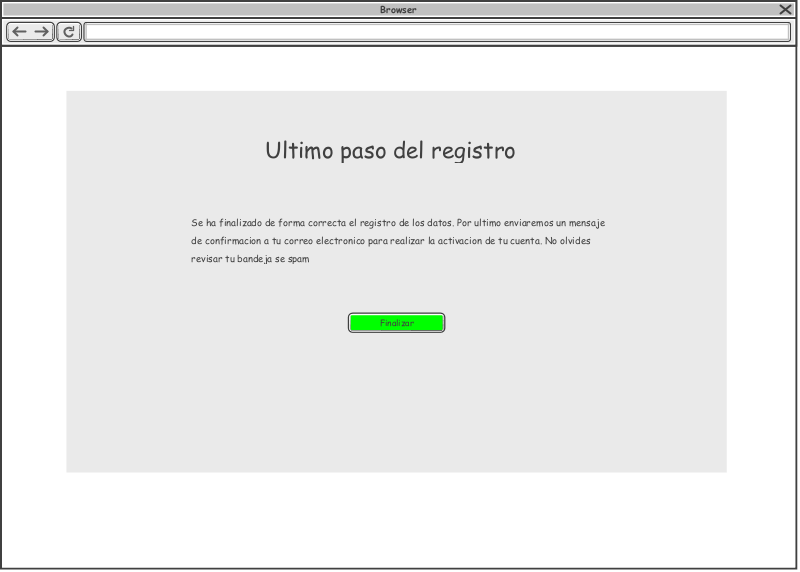 Browser
Ultimo paso del registro
Se ha finalizado de forma correcta el registro de los datos. Por ultimo enviaremos un mensaje
de confirmacion a tu correo electronico para realizar la activacion de tu cuenta. No olvides
revisar tu bandeja se spam
Finalizar